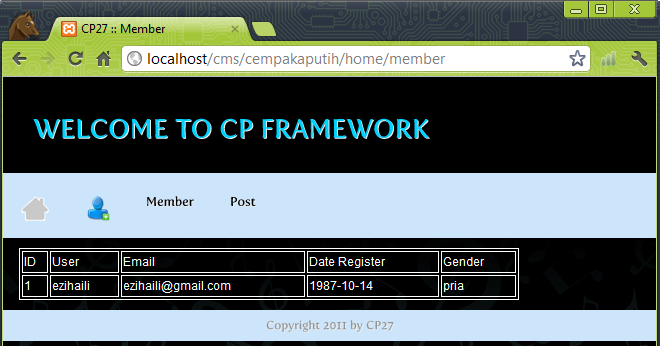 CP27 :: Member
localhost/cms/cempakaputih/home/member
WELCOME TO CP FRAMEWORK
Member Post
ID User Email Date Register Gender
1 ezihaili ezihaili@gmail.com 1987-10-14 pria
Copyright 2011 by CP27